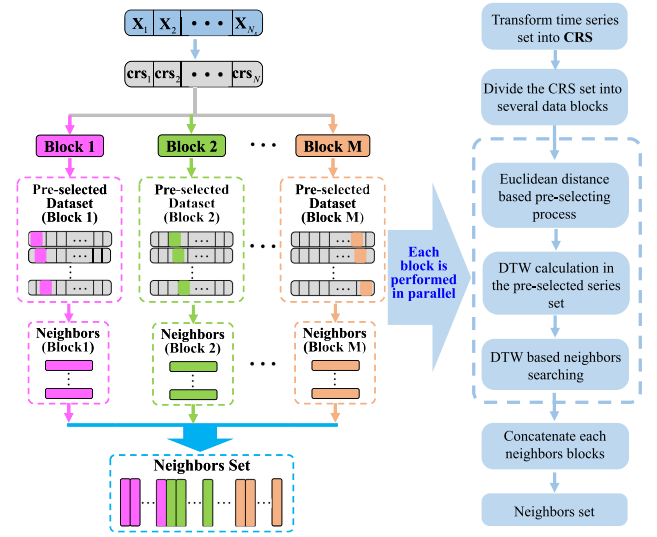 X1 X2 • • • XNs
crs1 crs2 • • • crsN
Block 1
Block 2
• • •
Block M
Pre-selected
Dataset
(Block 1)
Pre-selected
Dataset
(Block 2)
Pre-selected
Dataset
(Block M)
Neighbors
(Block1)
Neighbors
(Block 2)
Neighbors
(Block M)
Neighbors Set
Each
block is
performed
in parallel
Transform time series
set into CRS
Divide the CRS set into
several data blocks
Euclidean distance
based pre-selecting
process
DTW calculation in
the pre-selected series
set
DTW based neighbors
searching
Concatenate each
neighbors blocks
Neighbors set